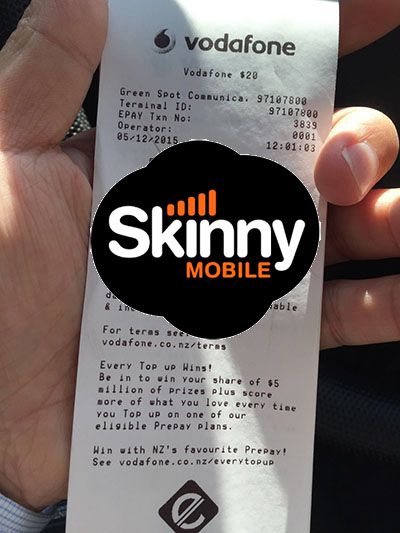 vodafone
Vodafone $20
Green Spot Communica. 97107800
Terminal ID: 97107800
EPAY Txn No: 3839
Operator: 0001
05/12/2015 12:01:03
Skinny
MOBILE
& in able
For terms see
vodafone.co.nz/terms
Every Top up Wins!
Be in to win your share of $5
million of prizes plus score
more of what you love every time
you Top up on one of our
eligible Prepay plans.
Win with NZ's favourite Prepay!
See vodafone.co.nz/everytopup